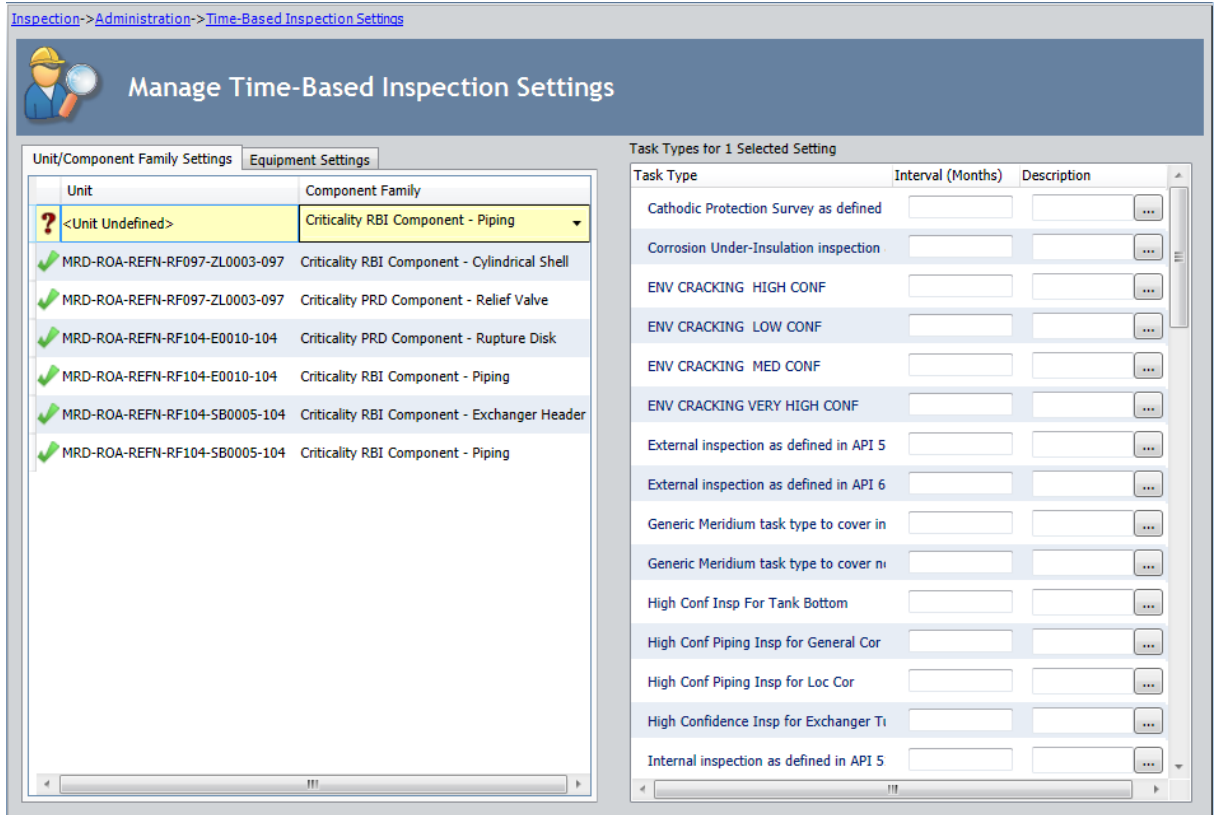 Inspection->Administration->Time-Based Inspection Settings
Manage Time-Based Inspection Settings
Unit/Component Family Settings Equipment Settings
Unit Component Family
? <Unit Undefined> Criticality RBI Component - Piping
MRD-ROA-REFN-RF097-ZL0003-097 Criticality RBI Component - Cylindrical Shell
MRD-ROA-REFN-RF097-ZL0003-097 Criticality PRD Component - Relief Valve
MRD-ROA-REFN-RF104-E0010-104 Criticality PRD Component - Rupture Disk
MRD-ROA-REFN-RF104-E0010-104 Criticality RBI Component - Piping
MRD-ROA-REFN-RF104-SB0005-104 Criticality RBI Component - Exchanger Header
MRD-ROA-REFN-RF104-SB0005-104 Criticality RBI Component - Piping
Task Types for 1 Selected Setting
Task Type Interval (Months) Description
Cathodic Protection Survey as defined ...
Corrosion Under-Insulation inspection ...
ENV CRACKING HIGH CONF ...
ENV CRACKING LOW CONF ...
ENV CRACKING MED CONF ...
ENV CRACKING VERY HIGH CONF ...
External inspection as defined in API 5 ...
External inspection as defined in API 6 ...
Generic Meridium task type to cover in ...
Generic Meridium task type to cover ...
High Conf Insp For Tank Bottom ...
High Conf Piping Insp for General Cor ...
High Conf Piping Insp for Loc Cor ...
High Confidence Insp for Exchanger ...
Internal inspection as defined in API 5 ...